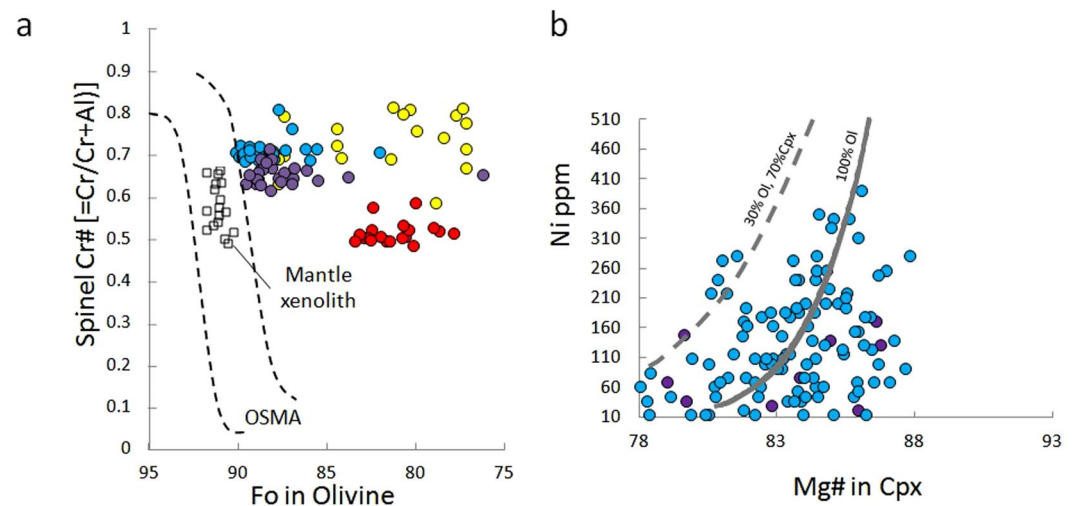 a
Spinel Cr# [=Cr/Cr+Al)]
1
0.9
0.8
0.7
0.6
0.5
0.4
0.3
0.2
0.1
0
Mantle
xenolith
OSMA
95
90
85
80
75
Fo in Olivine
b
Ni ppm
510
460
410
360
310
260
210
160
110
60
10
30% Ol, 70%Cpx
100% Ol
78
83
88
93
Mg# in Cpx